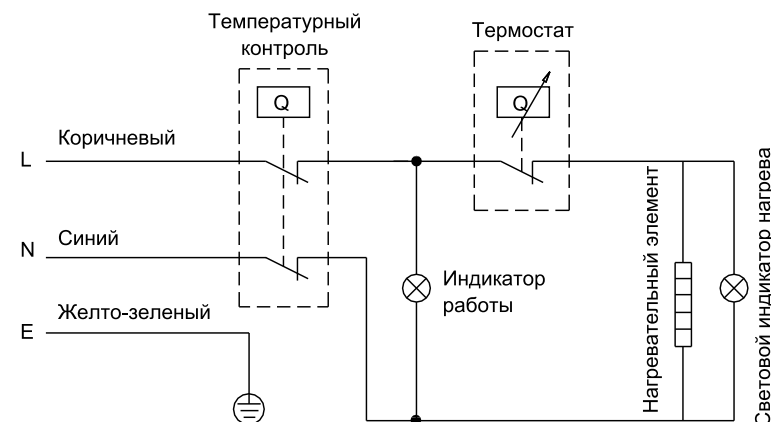 Температурный
контроль
Термостат
Q
Q
Коричневый
L
Синий
N
Индикатор
работы
Желто-зеленый
E
Нагревательный элемент
Световой индикатор нагрева